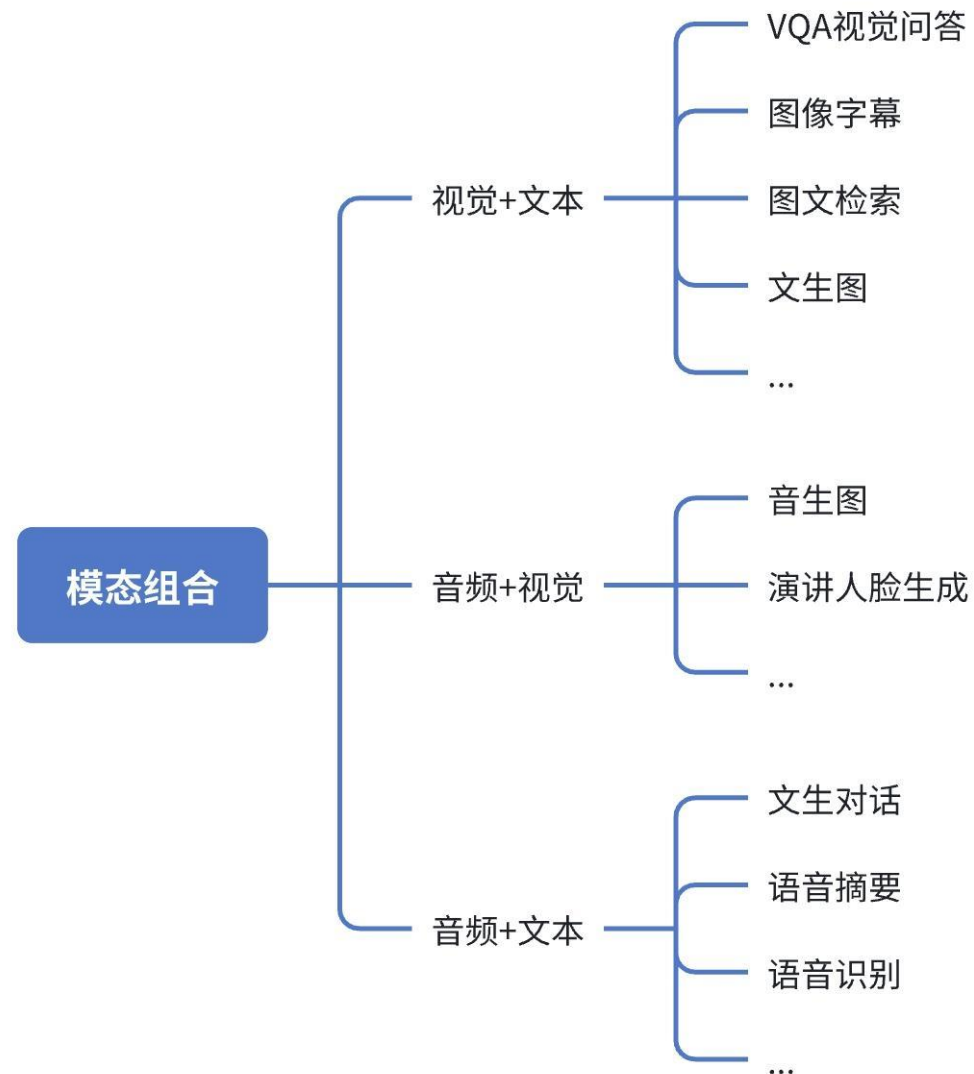 模态组合
视觉+文本
VQA视觉问答
图像字幕
图文检索
文生图
...
音频+视觉
音生图
演讲人脸生成
...
音频+文本
文生对话
语音摘要
语音识别
...